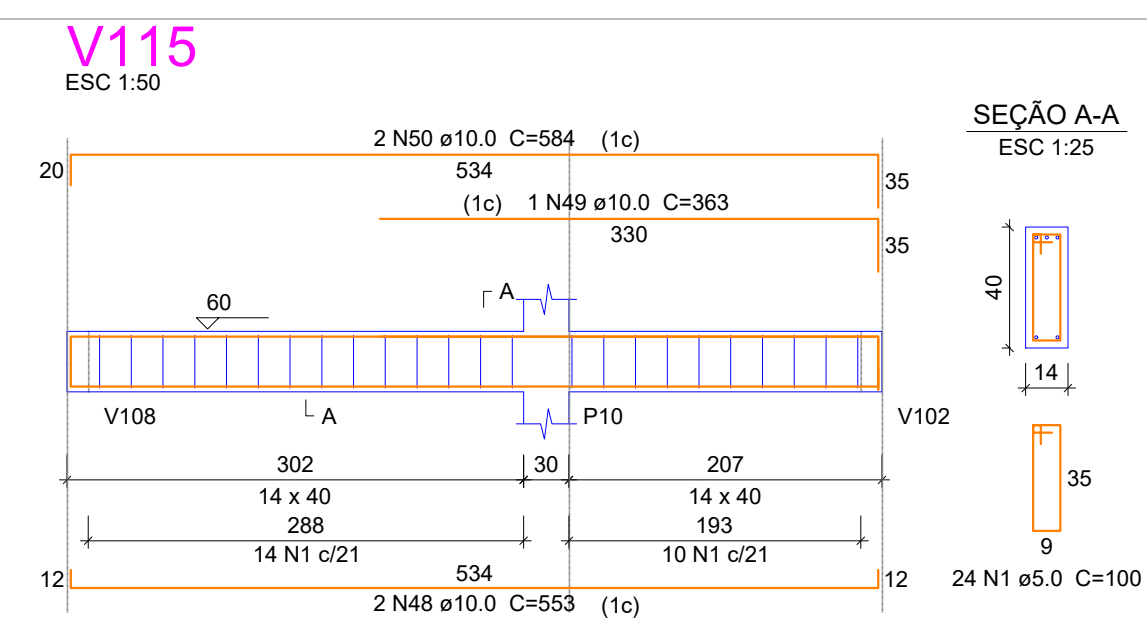 V115
ESC 1:50
SEÇÃO A-A
ESC 1:25
2 N50 ø10.0 C=584 (1c)
20
534
35
(1c) 1 N49 ø10.0 C=363
330
35
60
A
40
14
V108
A
P10
V102
302
30
207
14 x 40
14 x 40
35
288
193
14 N1 c/21
10 N1 c/21
9
12
534
12
24 N1 ø5.0 C=100
2 N48 ø10.0 C=553 (1c)